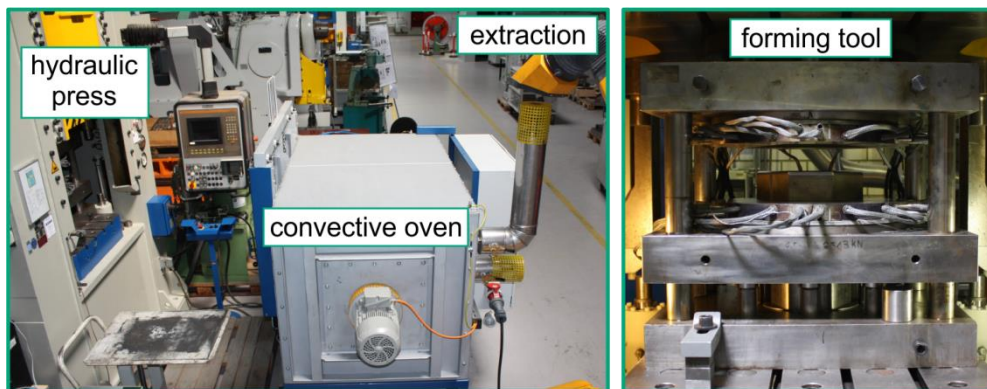 hydraulic
press
extraction
convective oven
forming tool